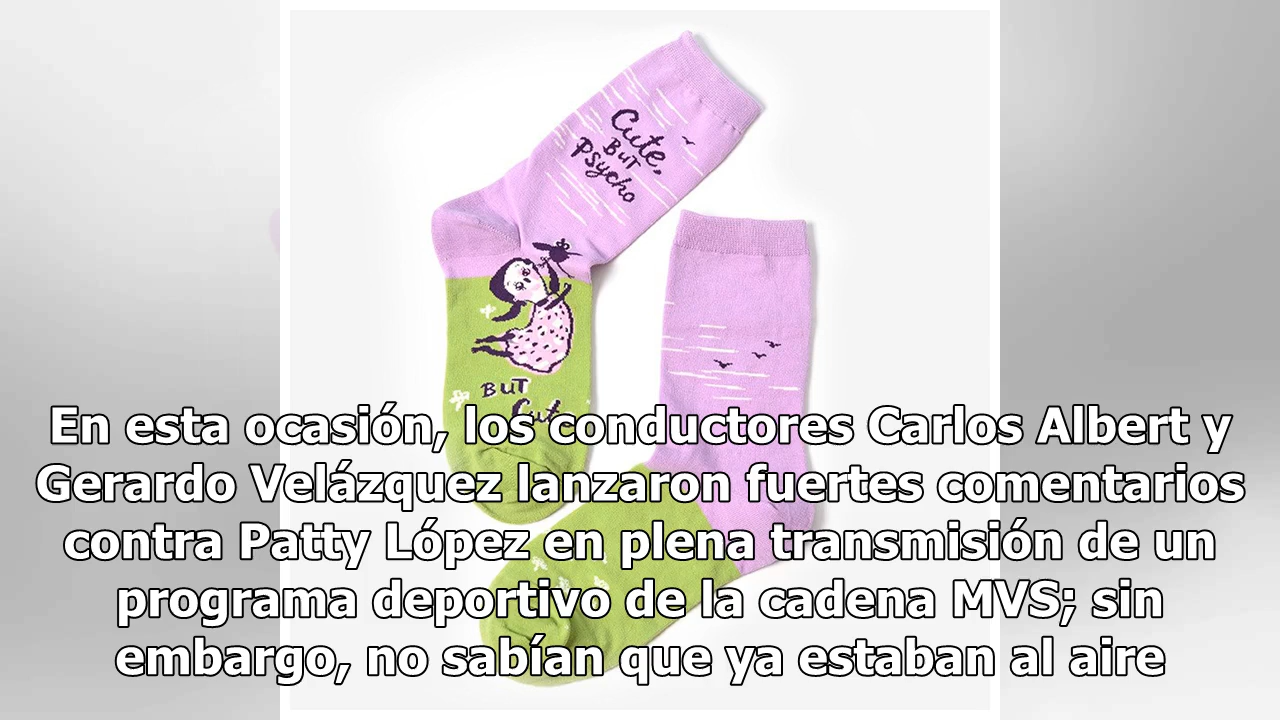 Cute,
BUT
Psycho
BUT
Cut
En esta ocasión, los conductores Carlos Albert y
Gerardo Velázquez lanzaron fuertes comentarios
contra Patty López en plena transmisión de un
programa deportivo de la cadena MVS; sin
embargo, no sabían que ya estaban al aire